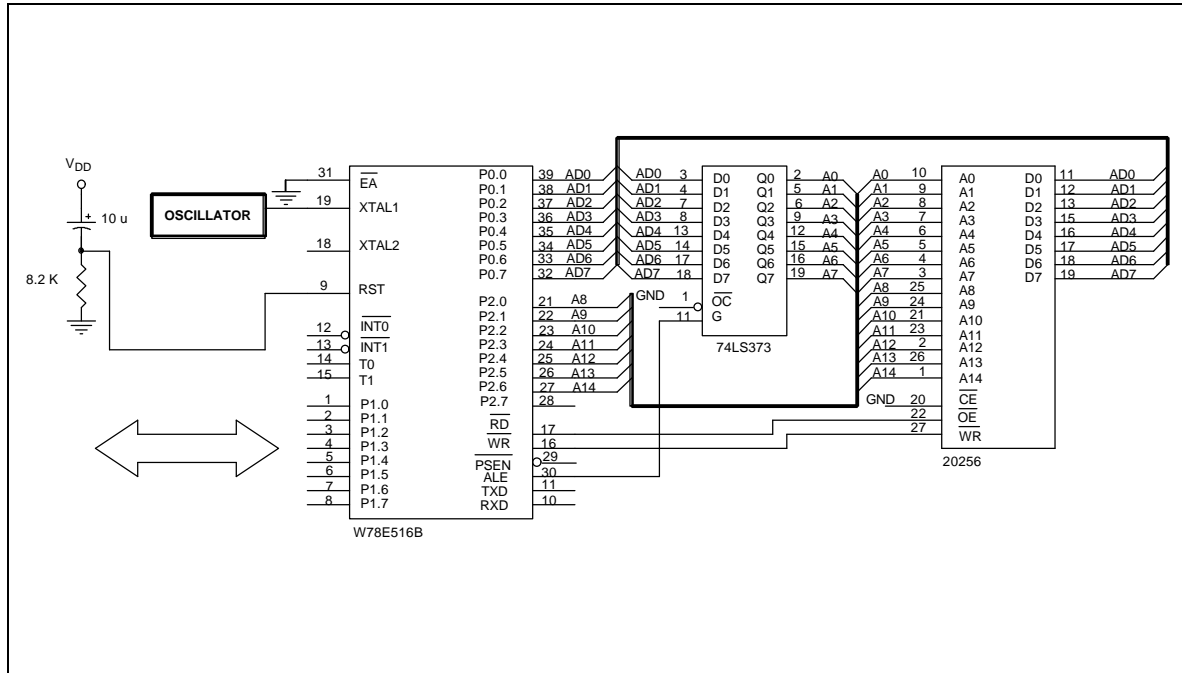 V_DD
10 u
8.2 K
OSCILLATOR
31 EA
19 XTAL1
18 XTAL2
9 RST
12 INT0
13 INT1
14 T0
15 T1
1 P1.0
2 P1.1
3 P1.2
4 P1.3
5 P1.4
6 P1.5
7 P1.6
8 P1.7
P0.0 39 AD0
P0.1 38 AD1
P0.2 37 AD2
P0.3 36 AD3
P0.4 35 AD4
P0.5 34 AD5
P0.6 33 AD6
P0.7 32 AD7
P2.0 21 A8
P2.1 22 A9
P2.2 23 A10
P2.3 24 A11
P2.4 25 A12
P2.5 26 A13
P2.6 27 A14
P2.7 28
RD 17
WR 16
PSEN 29
ALE 30
TXD 11
RXD 10
W78E516B
AD0 3 D0 Q0 2 A0
AD1 4 D1 Q1 5 A1
AD2 7 D2 Q2 6 A2
AD3 8 D3 Q3 9 A3
AD4 13 D4 Q4 12 A4
AD5 14 D5 Q5 15 A5
AD6 17 D6 Q6 16 A6
AD7 18 D7 Q7 19 A7
GND 1 OC
11 G
74LS373
A0 10 A0 D0 11 AD0
A1 9 A1 D1 12 AD1
A2 8 A2 D2 13 AD2
A3 7 A3 D3 15 AD3
A4 6 A4 D4 16 AD4
A5 5 A5 D5 17 AD5
A6 4 A6 D6 18 AD6
A7 3 A7 D7 19 AD7
A8 25 A8
A9 24 A9
A10 21 A10
A11 23 A11
A12 2 A12
A13 26 A13
A14 1 A14
GND 20 CE
22 OE
27 WR
20256